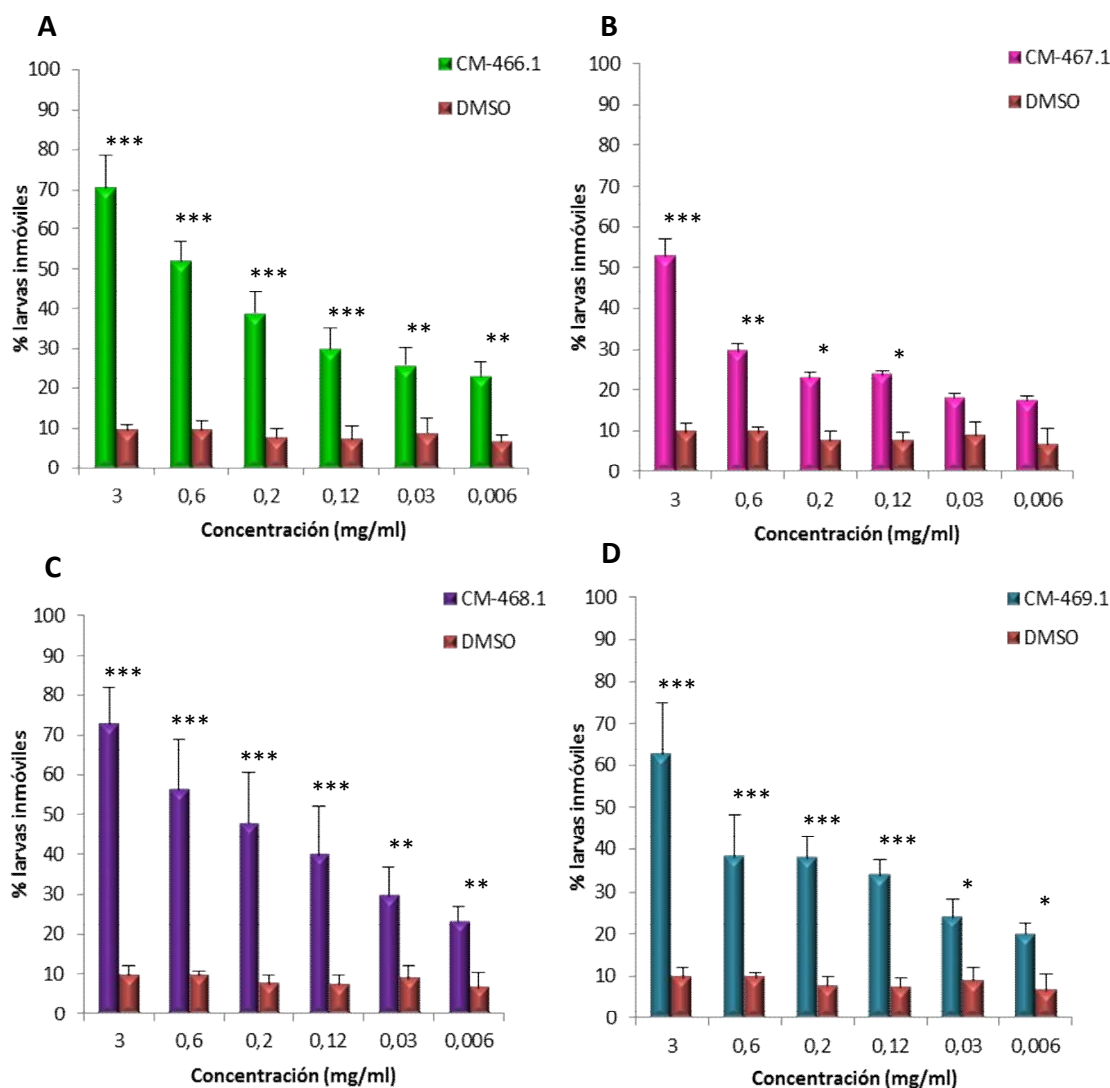 A
CM-466.1
DMSO
100
90
80
70
60
50
40
30
20
10
0
% larvas inmóviles
***
***
***
***
**
**
3 0,6 0,2 0,12 0,03 0,006
Concentración (mg/ml)
B
CM-467.1
DMSO
100
90
80
70
60
50
40
30
20
10
0
% larvas inmóviles
***
**
*
*
3 0,6 0,2 0,12 0,03 0,006
Concentración (mg/ml)
C
CM-468.1
DMSO
100
90
80
70
60
50
40
30
20
10
0
% larvas inmóviles
***
***
***
***
**
**
3 0,6 0,2 0,12 0,03 0,006
Concentración (mg/ml)
D
CM-469.1
DMSO
100
90
80
70
60
50
40
30
20
10
0
% larvas inmóviles
***
***
***
***
*
*
3 0,6 0,2 0,12 0,03 0,006
Concentración (mg/ml)